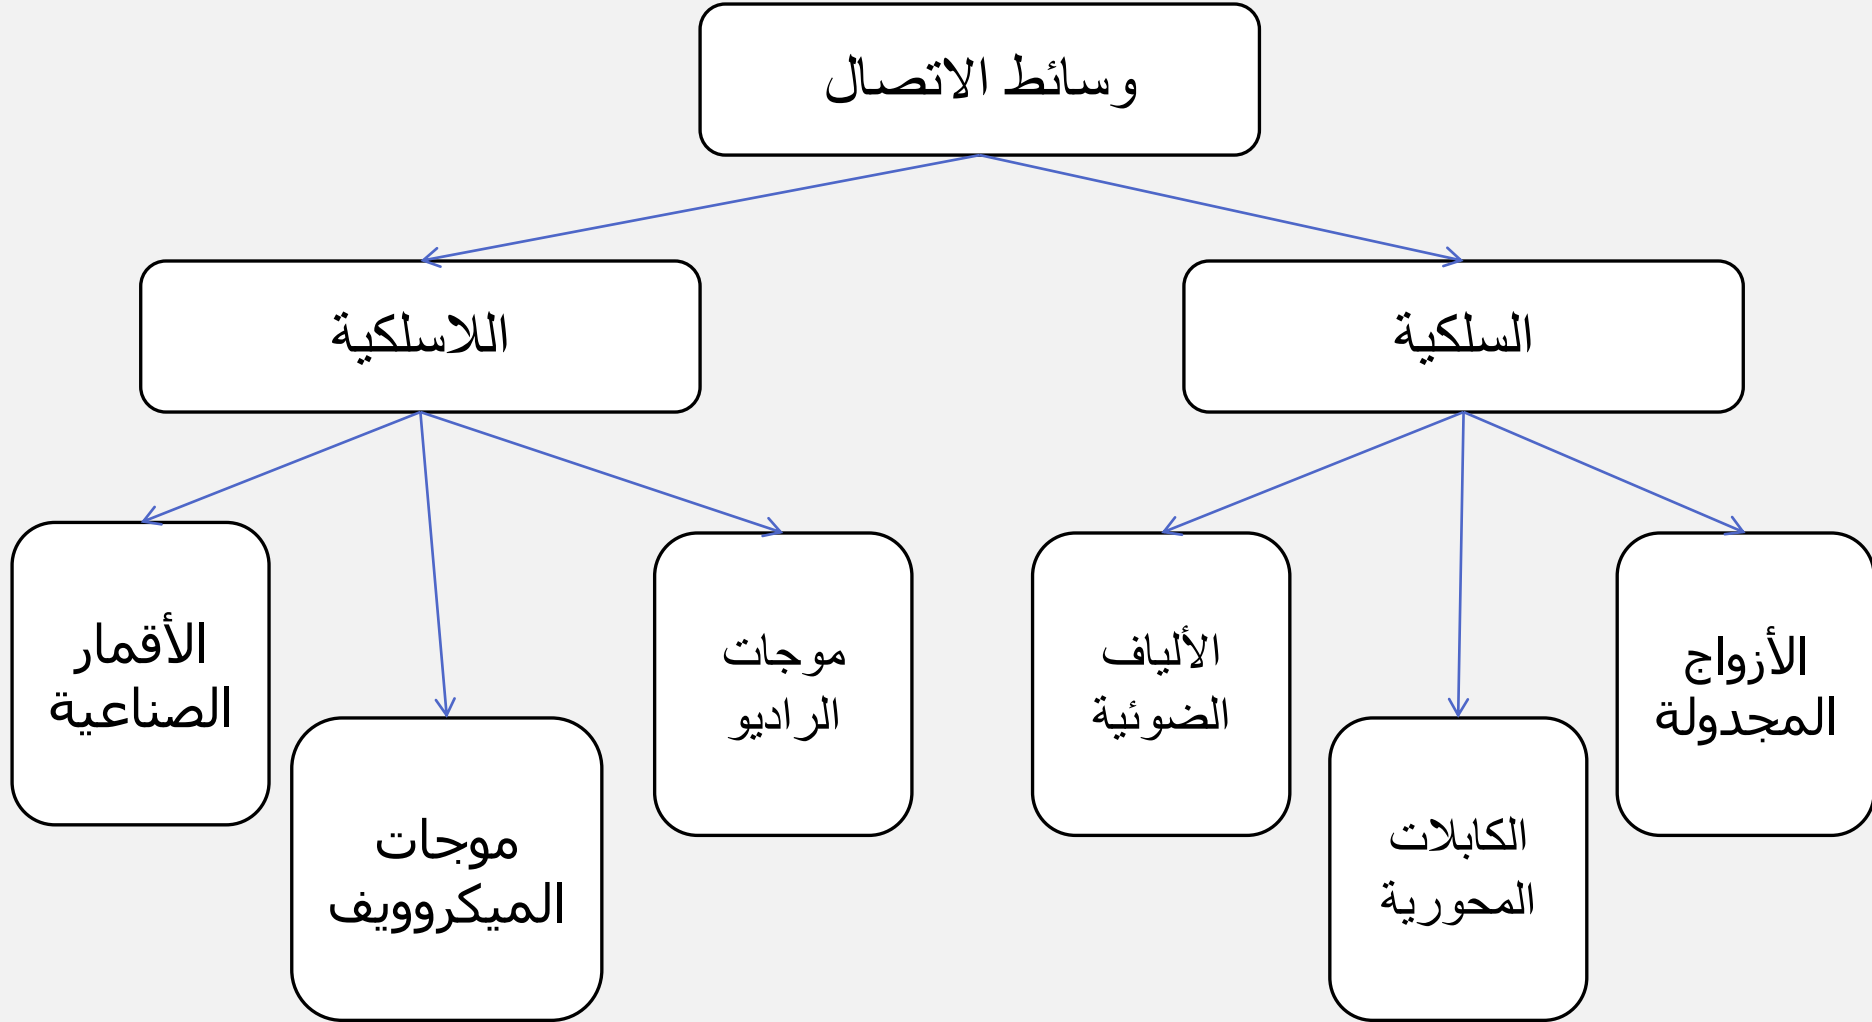 وسائط الاتصال
السلكية
اللاسلكية
الأزواج
المجدولة
الكابلات
المحورية
الألياف
الضوئية
موجات
الراديو
موجات
الميكروويف
الأقمار
الصناعية